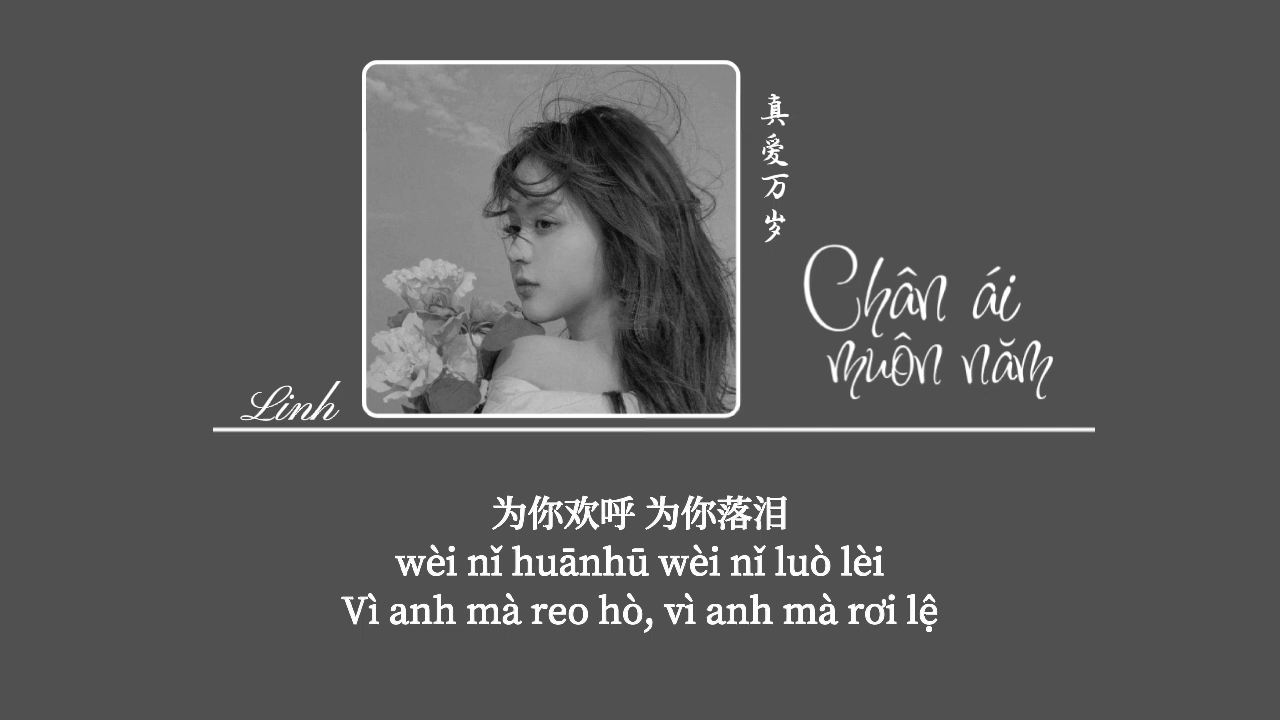 真爱万岁
Chân ái
muôn năm
Linh
为你欢呼 为你落泪
wèi nǐ huānhū wèi nǐ luò lèi
Vì anh mà reo hò, vì anh mà rơi lệ